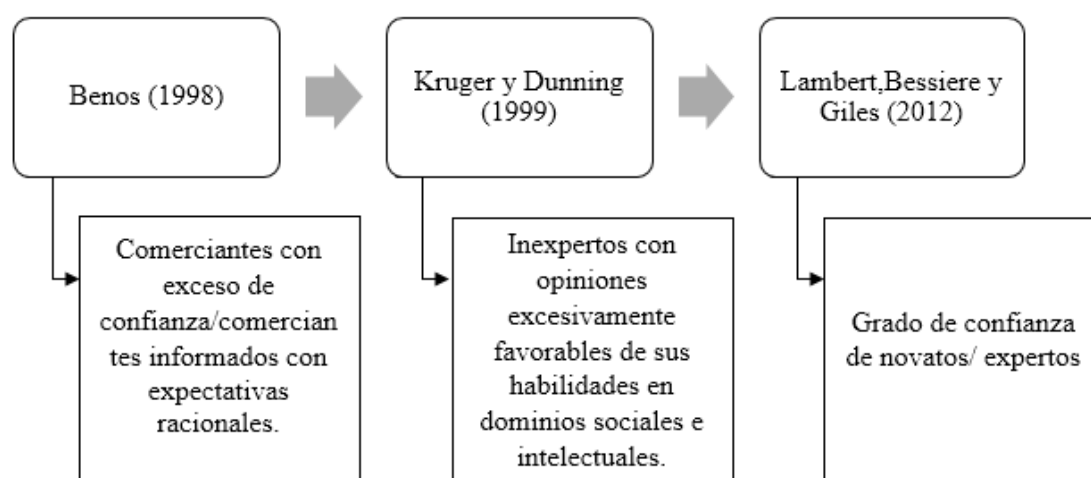 Benos (1998)
Kruger y Dunning
(1999)
Lambert,Bessiere y
Giles (2012)
Comerciantes con
exceso de
confianza/comercian
tes informados con
expectativas
racionales.
Inexpertos con
opiniones
excesivamente
favorables de sus
habilidades en
dominios sociales e
intelectuales.
Grado de confianza
de novatos/ expertos